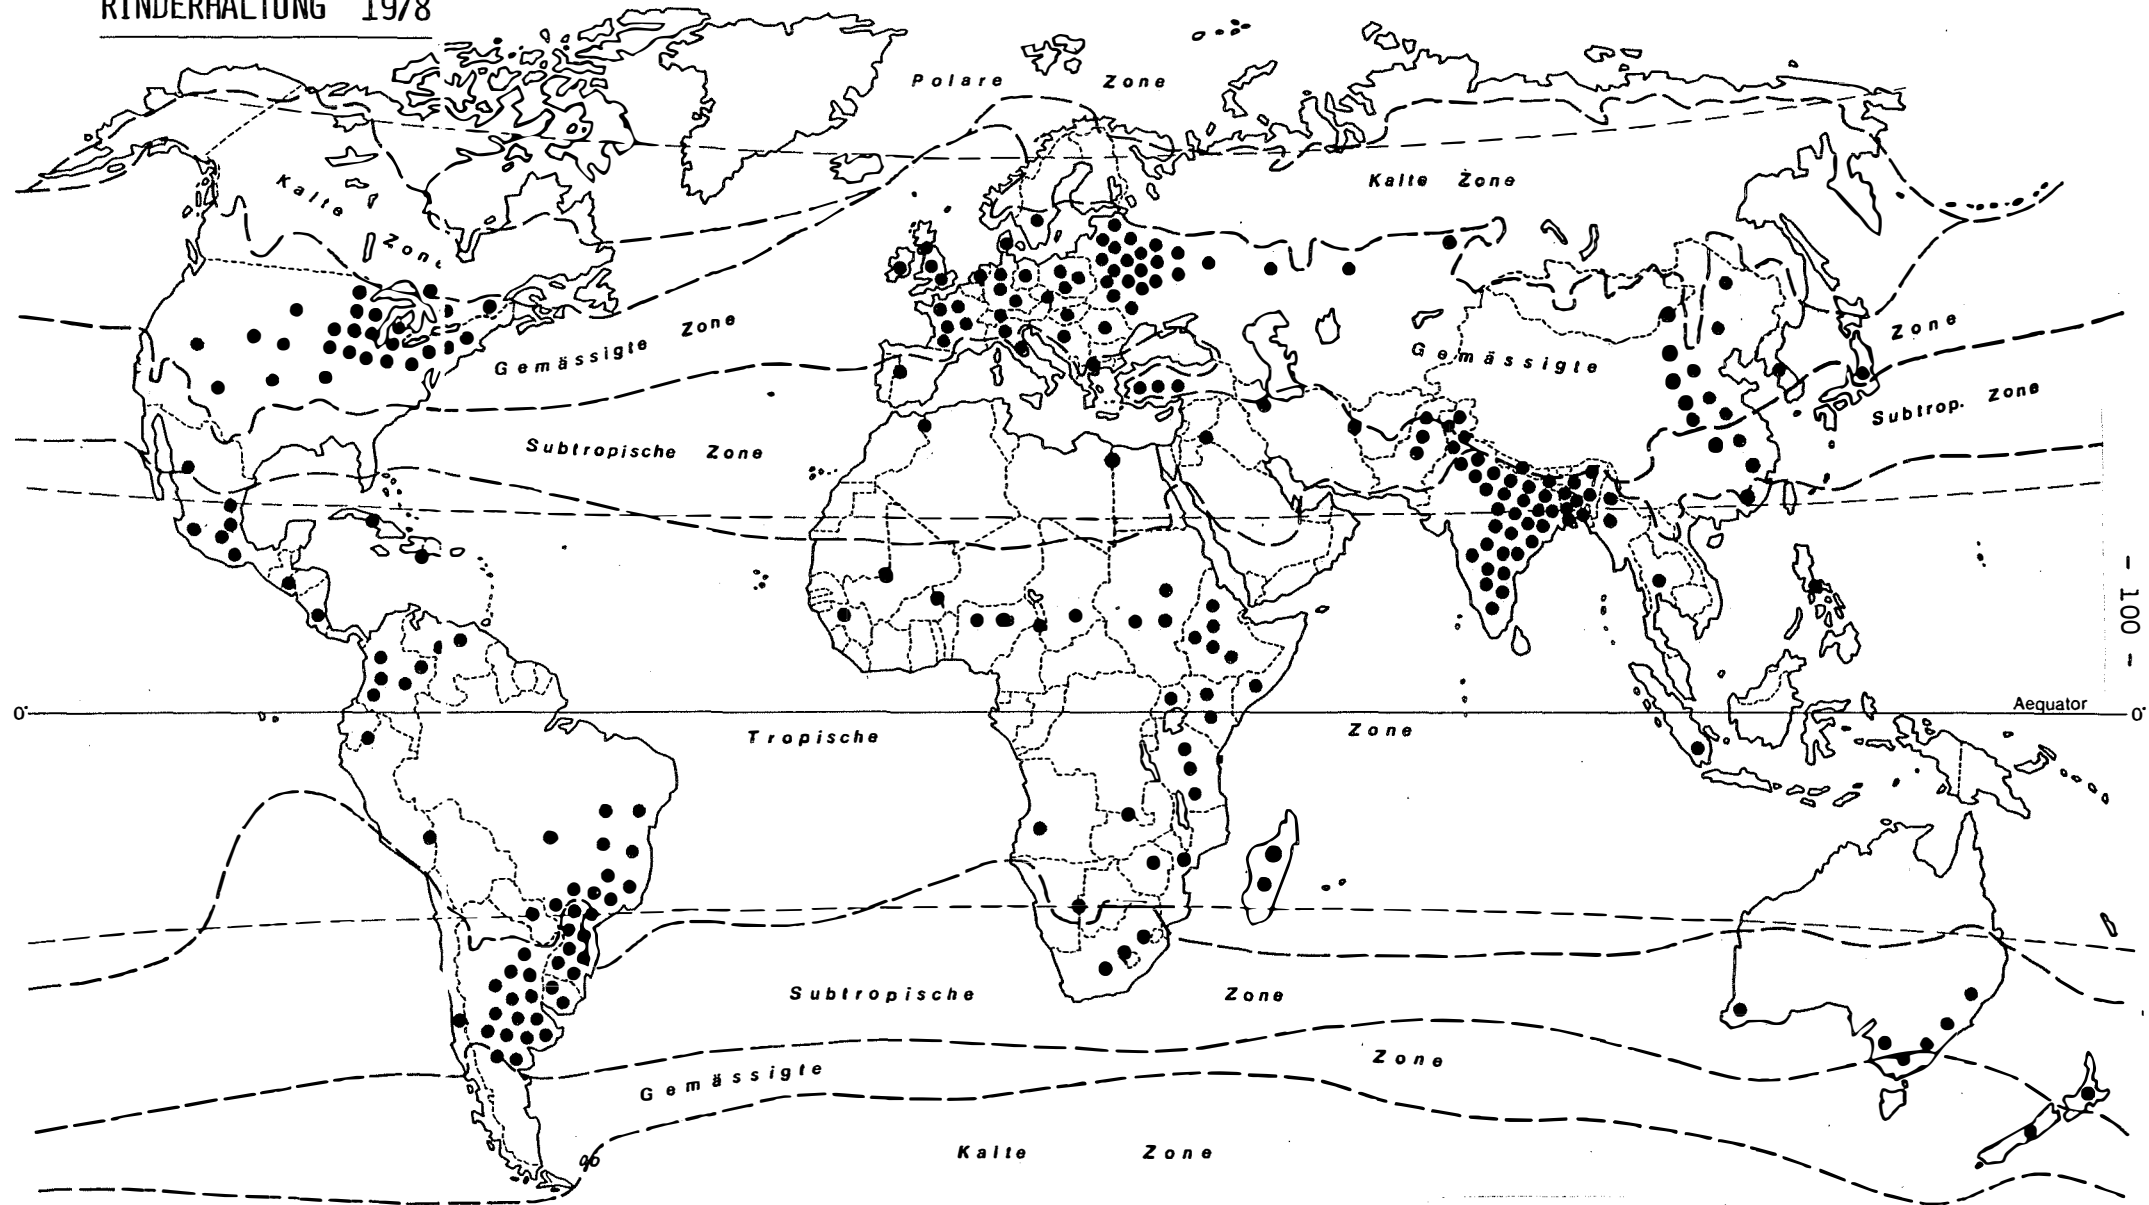 RINDERHALTUNG 1978
Polare Zone
Kalte Zone
Kalte
Zone
Gemässigte Zone
Gemässigte
Zone
Subtrop. Zone
Subtropische Zone
- 100 -
0° Aequator 0°
Tropische Zone
Subtropische Zone
Gemässigte Zone
Kalte Zone